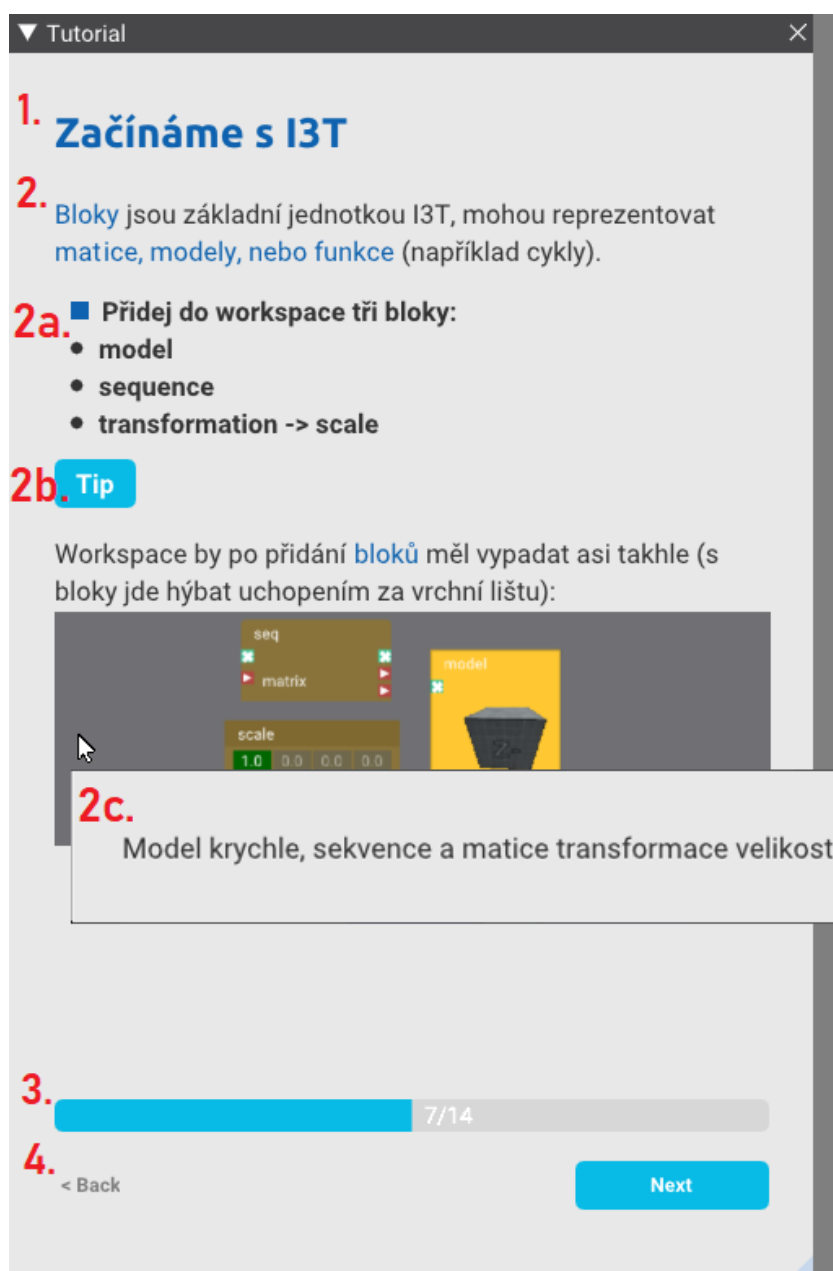 Tutorial
1.
Začínáme s I3T
2.
Bloky jsou základní jednotkou I3T, mohou reprezentovat
matice, modely, nebo funkce (například cykly).
2a.
Přidej do workspace tři bloky:
model
sequence
transformation -> scale
2b.
Tip
Workspace by po přidání bloků měl vypadat asi takhle (s
bloky jde hýbat uchopením za vrchní lištu):
seq
matrix
model
Z-
scale
1.0 0.0 0.0 0.0
2c.
Model krychle, sekvence a matice transformace velikost
3.
7/14
4.
< Back
Next